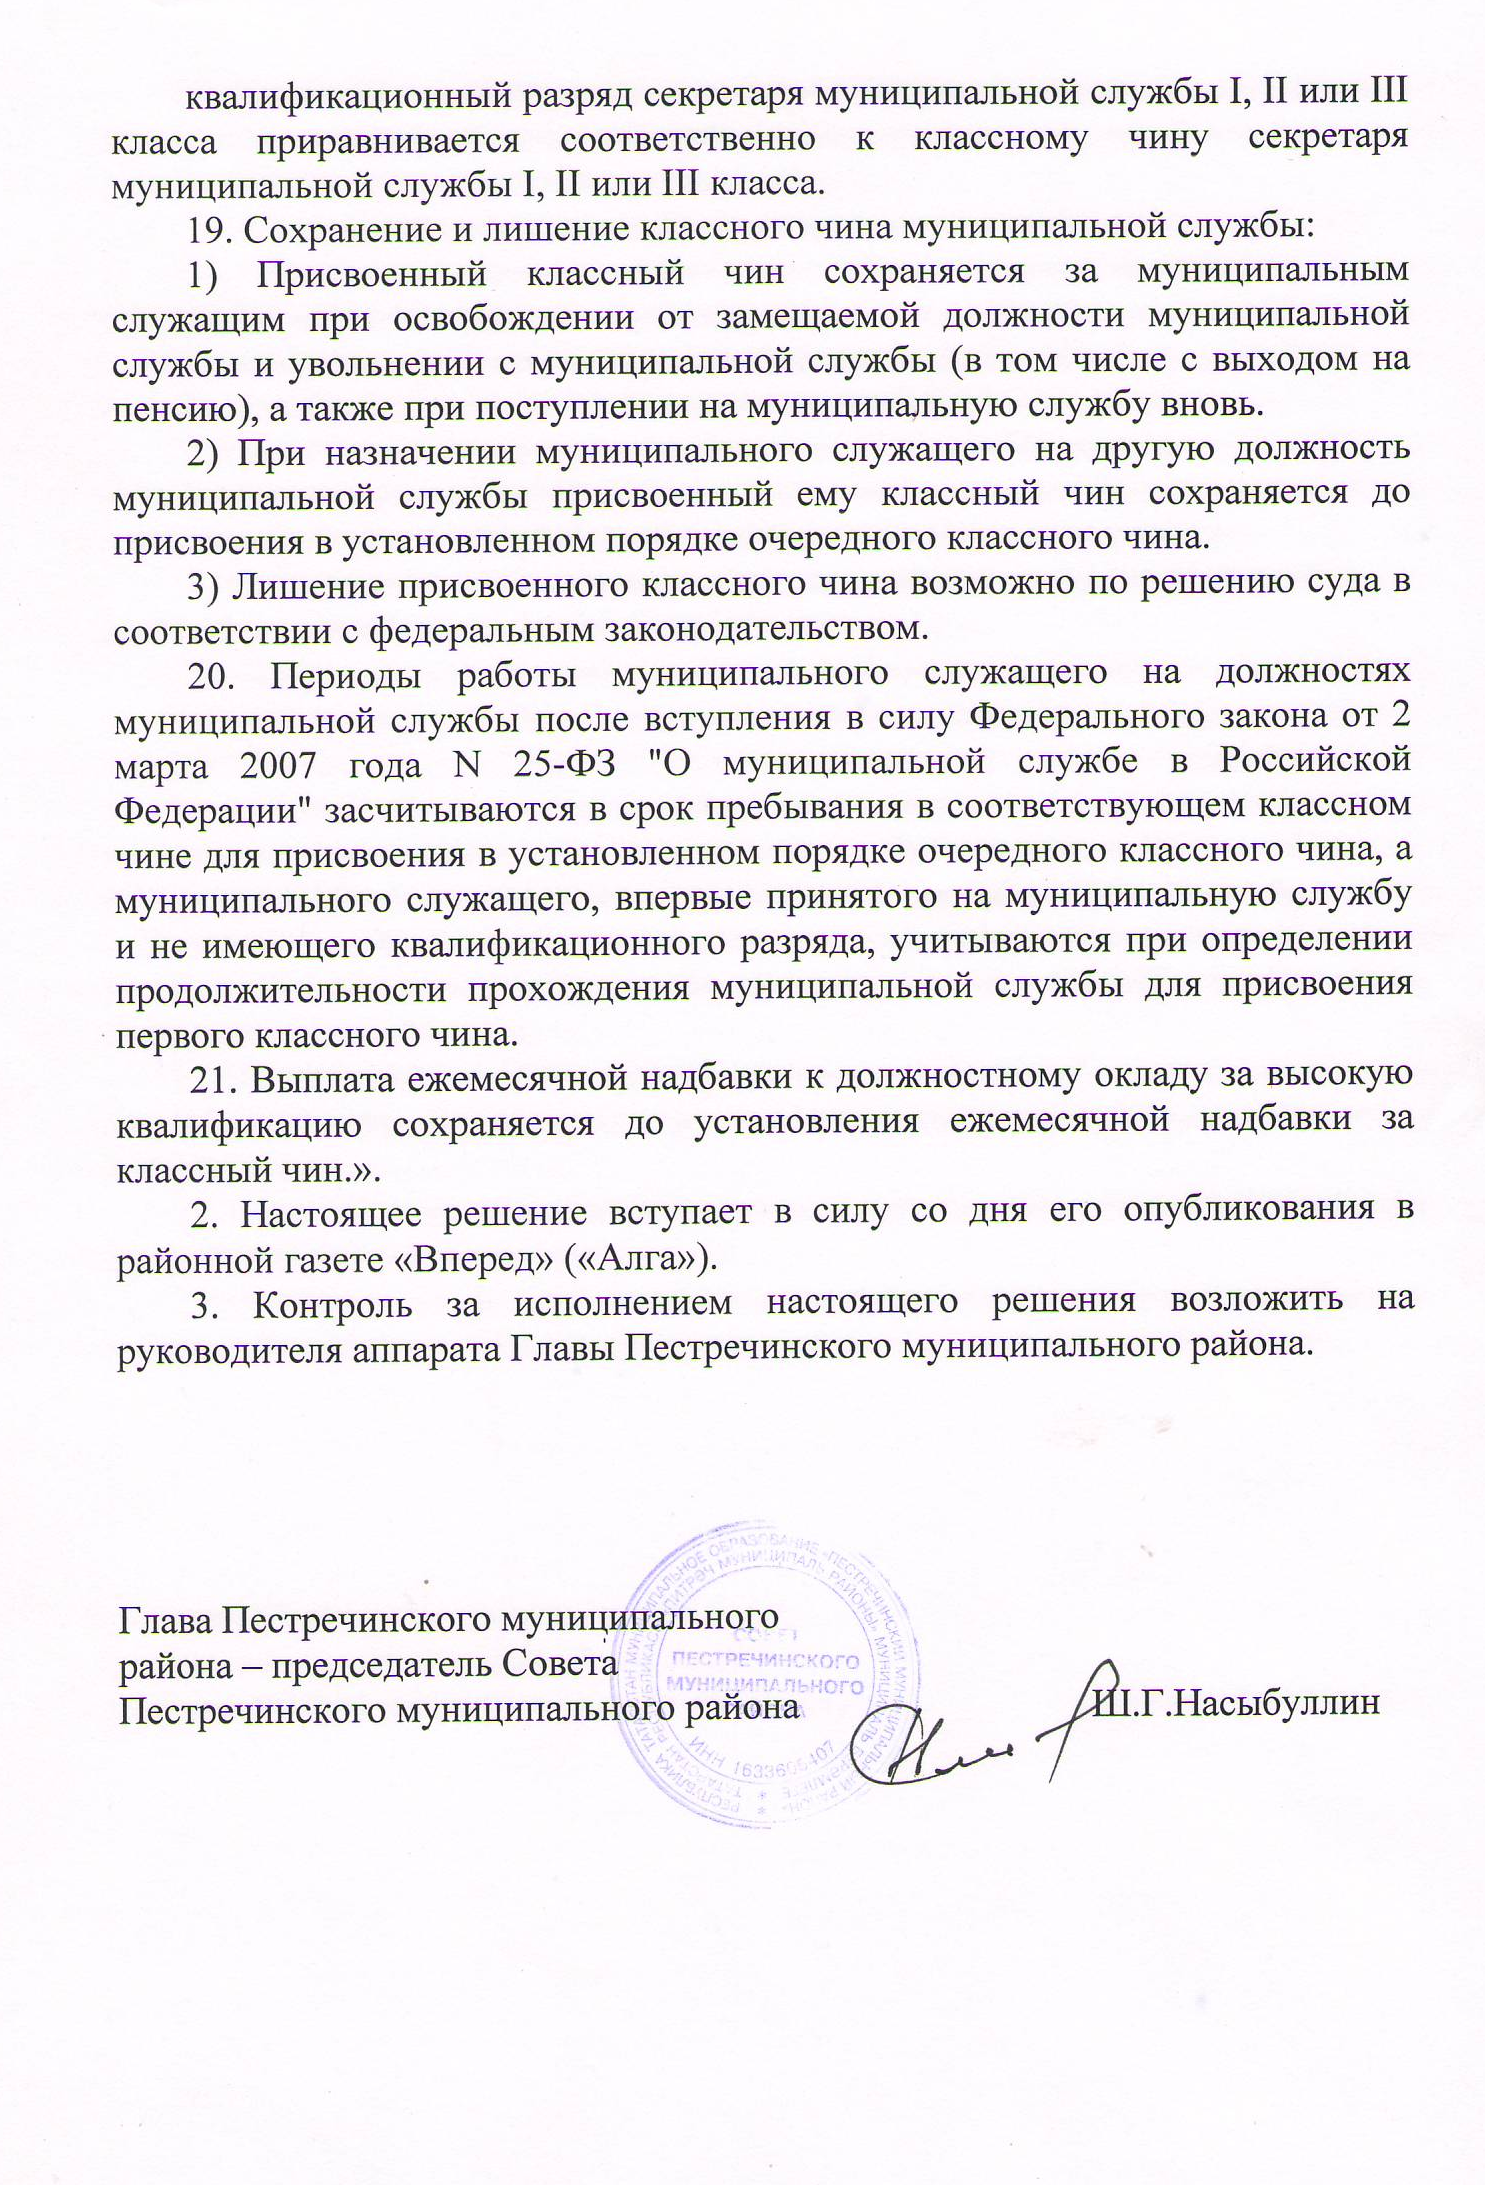 квалификационный разряд секретаря муниципальной службы I, II или III
класса приравнивается соответственно к классному чину секретаря
муниципальной службы I, II или III класса.
19. Сохранение и лишение классного чина муниципальной службы:
1) Присвоенный классный чин сохраняется за муниципальным
служащим при освобождении от замещаемой должности муниципальной
службы и увольнении с муниципальной службы (в том числе с выходом на
пенсию), а также при поступлении на муниципальную службу вновь.
2) При назначении муниципального служащего на другую должность
муниципальной службы присвоенный ему классный чин сохраняется до
присвоения в установленном порядке очередного классного чина.
3) Лишение присвоенного классного чина возможно по решению суда в
соответствии с федеральным законодательством.
20. Периоды работы муниципального служащего на должностях
муниципальной службы после вступления в силу Федерального закона от 2
марта 2007 года N 25-ФЗ "О муниципальной службе в Российской
Федерации" засчитываются в срок пребывания в соответствующем классном
чине для присвоения в установленном порядке очередного классного чина, а
муниципального служащего, впервые принятого на муниципальную службу
и не имеющего квалификационного разряда, учитываются при определении
продолжительности прохождения муниципальной службы для присвоения
первого классного чина.
21. Выплата ежемесячной надбавки к должностному окладу за высокую
квалификацию сохраняется до установления ежемесячной надбавки за
классный чин.».
2. Настоящее решение вступает в силу со дня его опубликования в
районной газете «Вперед» («Алга»).
3. Контроль за исполнением настоящего решения возложить на
руководителя аппарата Главы Пестречинского муниципального района.
Глава Пестречинского муниципального
района – председатель Совета
Пестречинского муниципального района Ш.Г.Насыбуллин
СОВЕТ
ПЕСТРЕЧИНСКОГО
МУНИЦИПАЛЬНОГО
ИНН
РЕСПУБЛИКА ТАТАРСТАН МУНИЦИПАЛЬНОЕ ОБРАЗОВАНИЕ «ПЕСТРЕЧИНСКИЙ МУНИЦИПАЛЬНЫЙ РАЙОН»